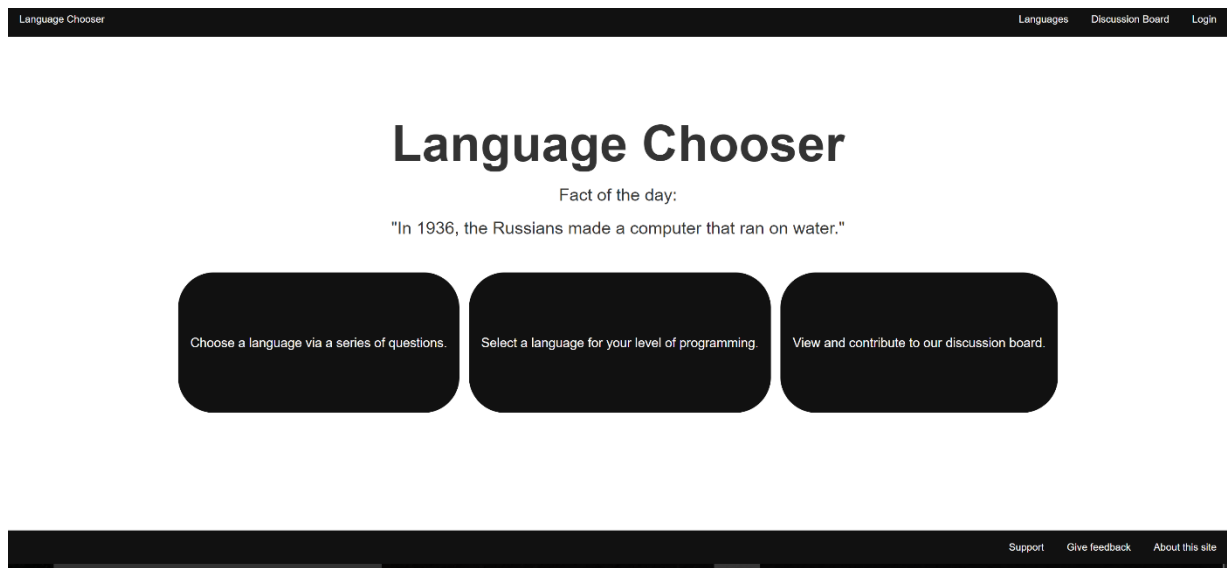 Language Chooser
Languages Discussion Board Login
Language Chooser
Fact of the day:
"In 1936, the Russians made a computer that ran on water."
Choose a language via a series of questions.
Select a language for your level of programming.
View and contribute to our discussion board.
Support Give feedback About this site